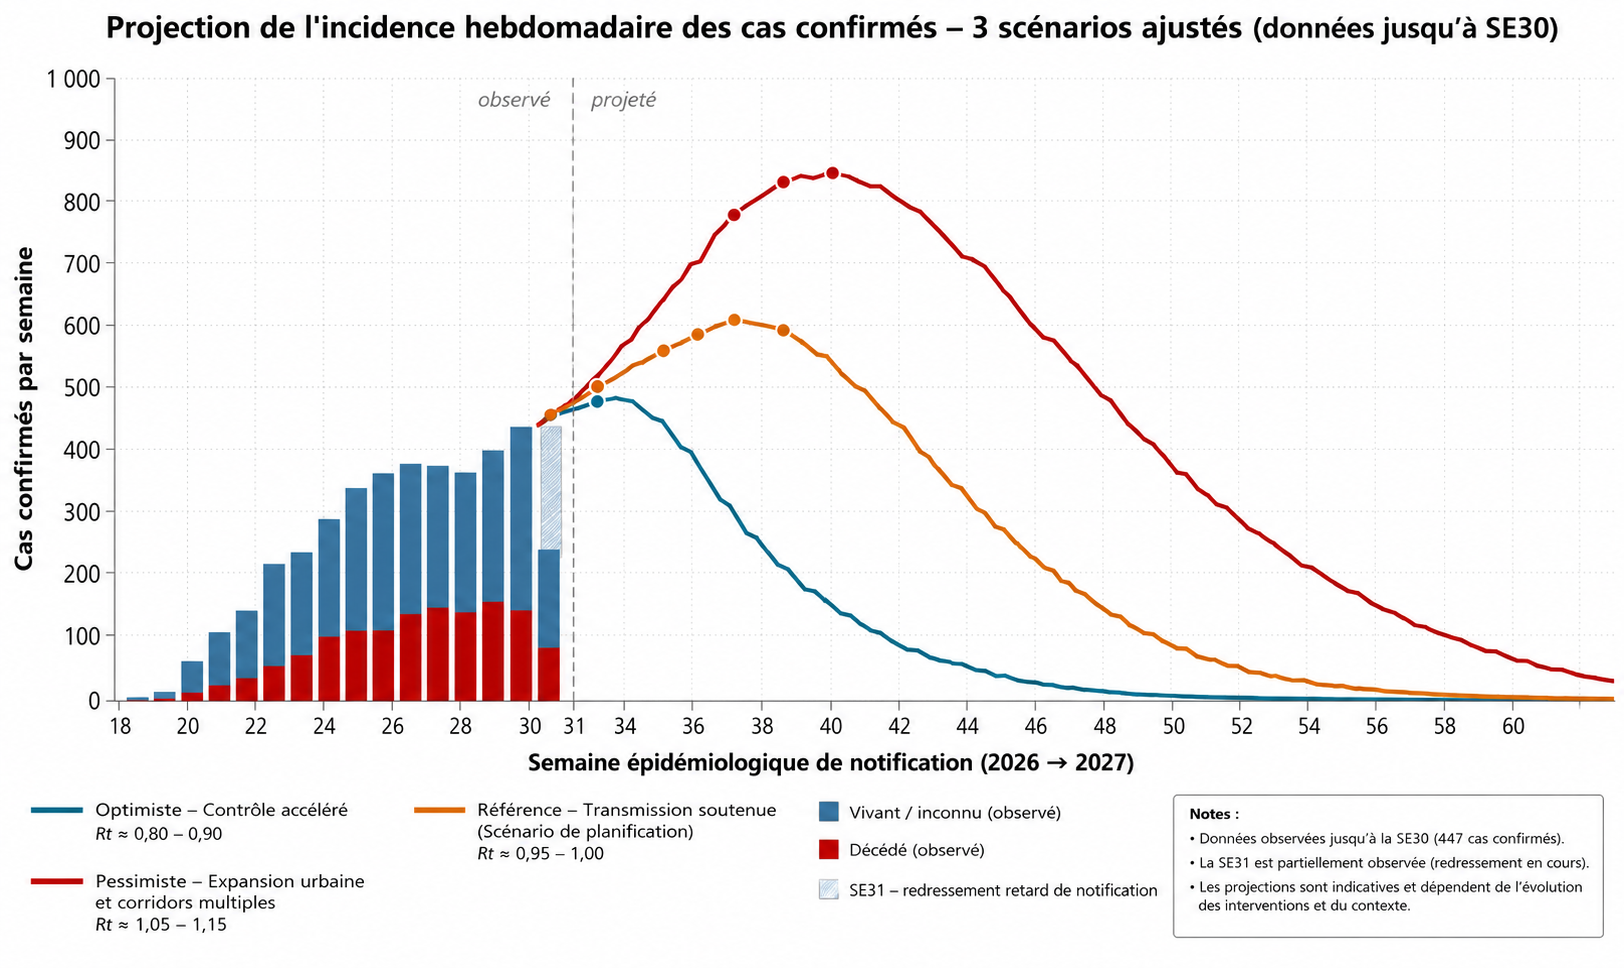 Projection de l'incidence hebdomadaire des cas confirmés – 3 scénarios ajustés (données jusqu’à SE30)
observé
projeté
Cas confirmés par semaine
1 000
900
800
700
600
500
400
300
200
100
0
18 20 22 24 26 28 30 31 34 36 38 40 42 44 46 48 50 52 54 56 58 60
Semaine épidémiologique de notification (2026 → 2027)
Optimiste – Contrôle accéléré
Rt ≈ 0,80 – 0,90
Pessimiste – Expansion urbaine
et corridors multiples
Rt ≈ 1,05 – 1,15
Référence – Transmission soutenue
(Scénario de planification)
Rt ≈ 0,95 – 1,00
Vivant / inconnu (observé)
Décédé (observé)
SE31 – redressement retard de notification
Notes :
• Données observées jusqu’à la SE30 (447 cas confirmés).
• La SE31 est partiellement observée (redressement en cours).
• Les projections sont indicatives et dépendent de l’évolution
des interventions et du contexte.